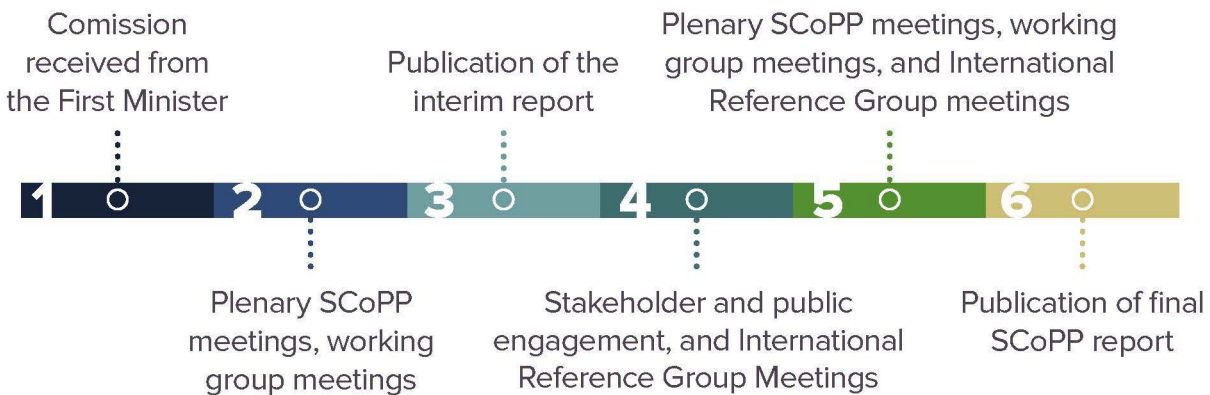 Comission
received from
the First Minister
Publication of the
interim report
Plenary SCoPP meetings, working
group meetings, and International
Reference Group meetings
1
2
3
4
5
6
Plenary SCoPP
meetings, working
group meetings
Stakeholder and public
engagement, and International
Reference Group Meetings
Publication of final
SCoPP report